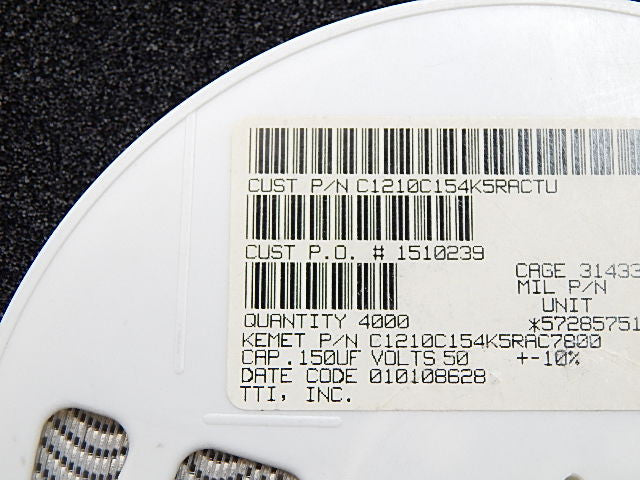 CUST P/N C1210C154K5RACTU
CUST P.O. # 1510239
CAGE 31433
MIL P/N
UNIT
QUANTITY 4000 *57285751
KEMET P/N C1210C154K5RAC7800
CAP .150UF VOLTS 50 +-10%
DATE CODE 010108628
TTI, INC.